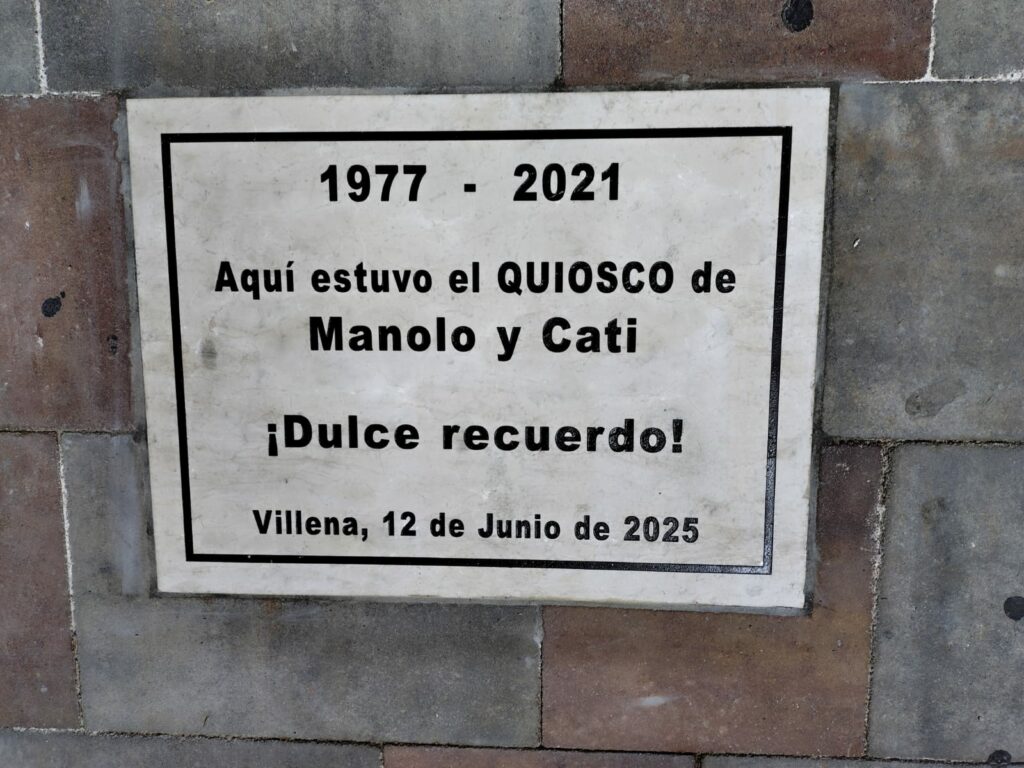 1977 - 2021
Aquí estuvo el QUIOSCO de
Manolo y Cati
¡Dulce recuerdo!
Villena, 12 de Junio de 2025